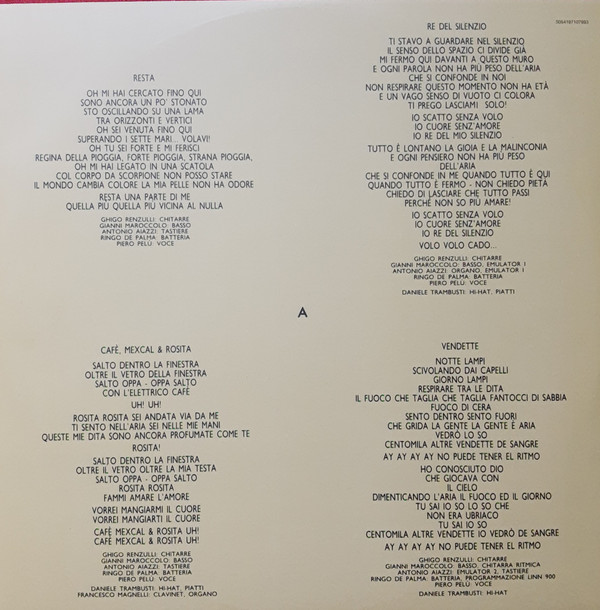 0064187107883
RESTA
OH MI HAI CERCATO FINO QUI
SONO ANCORA UN PO' STONATO
STO OSCILLANDO SU UNA LAMA
TRA ORIZZONTI E VERTICI
OH SEI VENUTA FINO QUI
SUPERANDO I SETTE MARI... VOLAVI!
OH TU SEI FORTE E MI FERISCI
REGINA DELLA PIOGGIA, FORTE PIOGGIA, STRANA PIOGGIA,
OH MI HAI LEGATO IN UNA SCATOLA
COL CORPO DA SCORPIONE NON POSSO STARE
IL MONDO CAMBIA COLORE LA MIA PELLE NON HA ODORE
RESTA UNA PARTE DI ME
QUELLA PIÙ QUELLA PIÙ VICINA AL NULLA
GHIGO RENZULLI: CHITARRE
GIANNI MAROCCOLO: BASSO
ANTONIO AIAZZI: TASTIERE
RINGO DE PALMA: BATTERIA
PIERO PELÙ: VOCE
RE DEL SILENZIO
TI STAVO A GUARDARE NEL SILENZIO
IL SENSO DELLO SPAZIO CI DIVIDE GIÀ
MI FERMO QUI DAVANTI A QUESTO MURO
E OGNI PAROLA NON HA PIÙ PESO DELL'ARIA
CHE SI CONFONDE IN NOI
NON RESPIRARE QUESTO MOMENTO NON HA ETÀ
E UN VAGO SENSO DI VUOTO CI COLORA
TI PREGO LASCIAMI SOLO!
IO SCATTO SENZA VOLO
IO CUORE SENZ'AMORE
IO RE DEL MIO SILENZIO
TUTTO È LONTANO LA GIOIA E LA MALINCONIA
E OGNI PENSIERO NON HA PIÙ PESO
DELL'ARIA
CHE SI CONFONDE IN ME QUANDO TUTTO È QUI
QUANDO TUTTO È FERMO - NON CHIEDO PIETÀ
CHIEDO DI LASCIARE CHE TUTTO PASSI
PERCHÈ NON SO PIÙ AMARE!
IO SCATTO SENZA VOLO
IO CUORE SENZ'AMORE
IO RE DEL SILENZIO
VOLO VOLO CADO...
GHIGO RENZULLI: CHITARRE
GIANNI MAROCCOLO: BASSO, EMULATOR I
ANTONIO AIAZZI: ORGANO, EMULATOR I
RINGO DE PALMA: BATTERIA
PIERO PELÙ: VOCE
DANIELE TRAMBUSTI: HI-HAT, PIATTI
A
CAFÈ, MEXCAL & ROSITA
SALTO DENTRO LA FINESTRA
OLTRE IL VETRO DELLA FINESTRA
SALTO OPPA - OPPA SALTO
CON L'ELETTRICO CAFÈ
UH! UH!
ROSITA ROSITA SEI ANDATA VIA DA ME
TI SENTO NELL'ARIA SEI NELLE MIE MANI
QUESTE MIE DITA SONO ANCORA PROFUMATE COME TE
ROSITA!
SALTO DENTRO LA FINESTRA
OLTRE IL VETRO OLTRE LA MIA TESTA
SALTO OPPA - OPPA SALTO
ROSITA ROSITA
FAMMI AMARE L'AMORE
VORREI MANGIARMI IL CUORE
VORREI MANGIARTI IL CUORE
CAFÈ MEXCAL & ROSITA UH!
CAFÈ MEXCAL & ROSITA UH!
GHIGO RENZULLI: CHITARRE
GIANNI MAROCCOLO: BASSO
ANTONIO AIAZZI: TASTIERE
RINGO DE PALMA: BATTERIA
PIERO PELÙ: VOCE
DANIELE TRAMBUSTI: HI-HAT, PIATTI
FRANCESCO MAGNELLI: CLAVINET, ORGANO
VENDETTE
NOTTE LAMPI
SCIVOLANDO DAI CAPELLI
GIORNO LAMPI
RESPIRARE TRA LE DITA
IL FUOCO CHE TAGLIA CHE TAGLIA FANTOCCI DI SABBIA
FUOCO DI CERA
SENTO DENTRO SENTO FUORI
CHE GRIDA LA GENTE LA GENTE È ARIA
VEDRÒ LO SO
CENTOMILA ALTRE VENDETTE DE SANGRE
AY AY AY AY NO PUEDE TENER EL RITMO
HO CONOSCIUTO DIO
CHE GIOCAVA CON
IL CIELO
DIMENTICANDO L'ARIA IL FUOCO ED IL GIORNO
TU SAI IO SO LO SO CHE
NON ERA UBRIACO
TU SAI IO SO
CENTOMILA ALTRE VENDETTE IO VEDRÒ DE SANGRE
AY AY AY AY NO PUEDE TENER EL RITMO
GHIGO RENZULLI: CHITARRE
GIANNI MAROCCOLO: BASSO, CHITARRA RITMICA
ANTONIO AIAZZI: EMULATOR 2, TASTIERE
RINGO DE PALMA: BATTERIA, PROGRAMMAZIONE LINN 900
PIERO PELÙ: VOCE
DANIELE TRAMBUSTI: HI-HAT